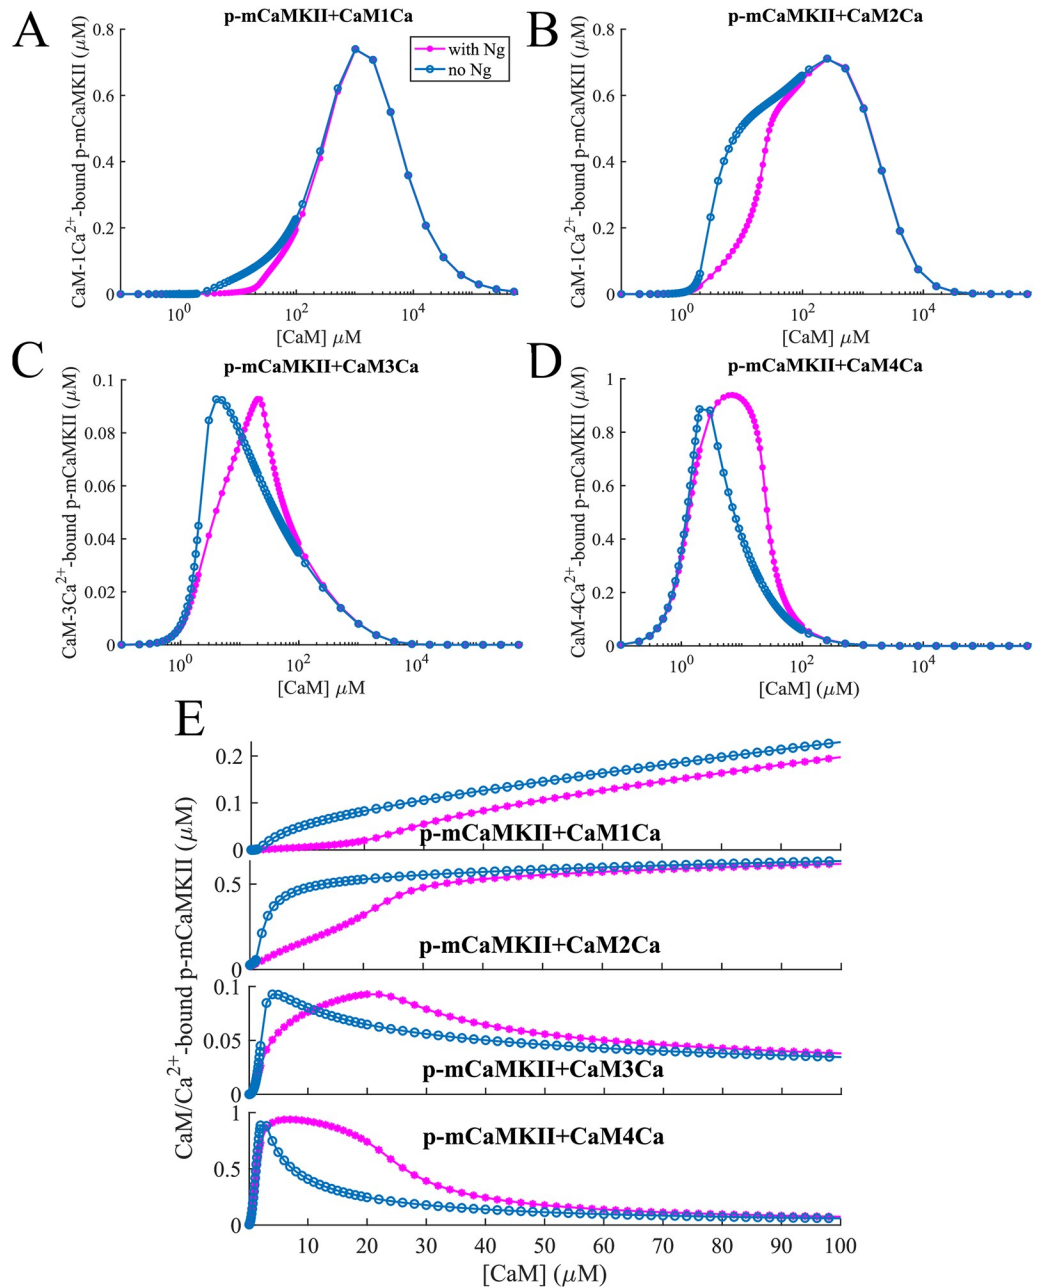 A
p-mCaMKII+CaM1Ca
CaM-1Ca2+-bound p-mCaMKII (μM)
0.8
0.6
0.4
0.2
0
with Ng
no Ng
10^0
10^2
10^4
[CaM] μM
B
p-mCaMKII+CaM2Ca
CaM-1Ca2+-bound p-mCaMKII (μM)
0.8
0.6
0.4
0.2
0
10^0
10^2
10^4
[CaM] μM
C
p-mCaMKII+CaM3Ca
CaM-3Ca2+-bound p-mCaMKII (μM)
0.1
0.08
0.06
0.04
0.02
0
10^0
10^2
10^4
[CaM] μM
D
p-mCaMKII+CaM4Ca
CaM-4Ca2+-bound p-mCaMKII (μM)
1
0.8
0.6
0.4
0.2
0
10^0
10^2
10^4
[CaM] (μM)
E
CaM/Ca2+-bound p-mCaMKII (μM)
0.2
0.1
0
p-mCaMKII+CaM1Ca
0.5
0
p-mCaMKII+CaM2Ca
0.1
0.05
0
p-mCaMKII+CaM3Ca
1
0.5
0
p-mCaMKII+CaM4Ca
10 20 30 40 50 60 70 80 90 100
[CaM] (μM)